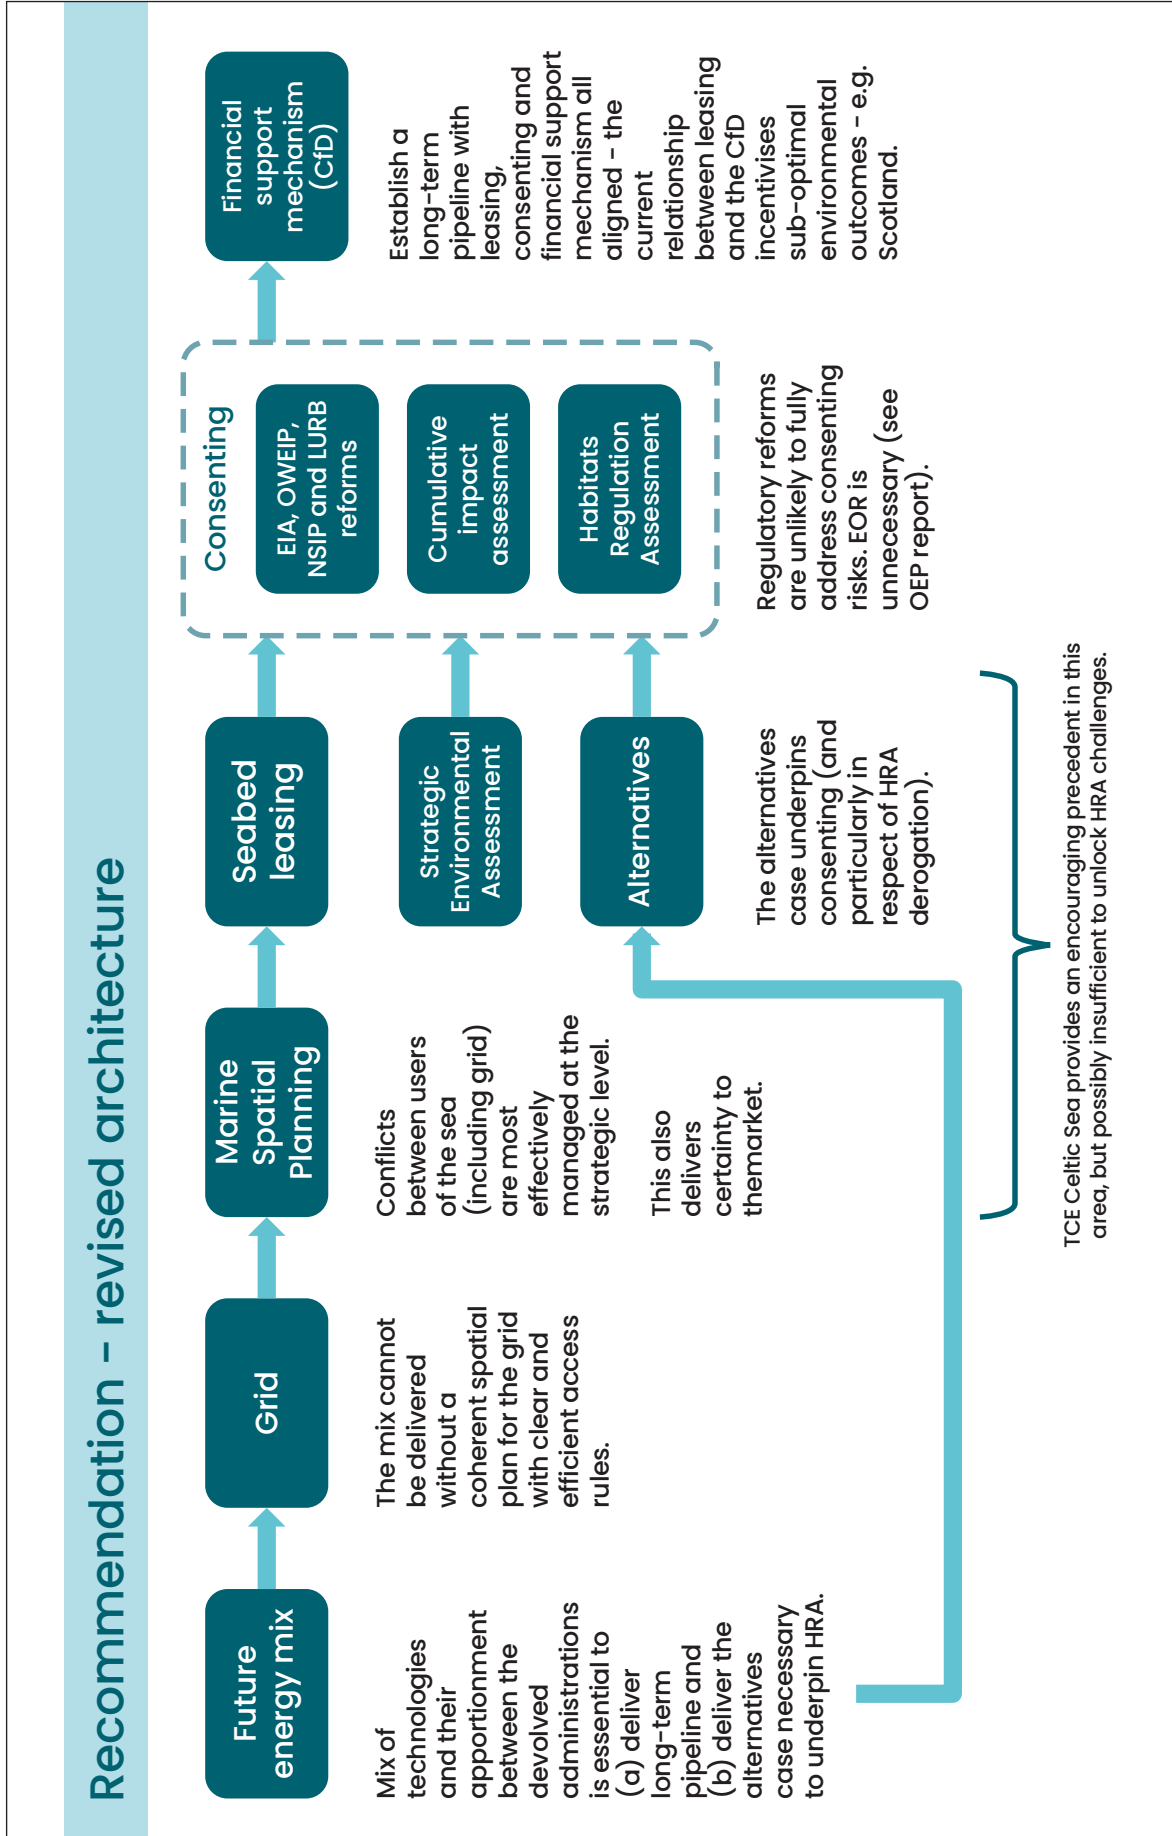 Recommendation – revised architecture
Future
energy mix
Mix of
technologies
and their
apportionment
between the
devolved
administrations
is essential to
(a) deliver
long-term
pipeline and
(b) deliver the
alternatives
case necessary
to underpin HRA.
Grid
The mix cannot
be delivered
without a
coherent spatial
plan for the grid
with clear and
efficient access
rules.
Marine
Spatial
Planning
Conflicts
between users
of the sea
(including grid)
are most
effectively
managed at the
strategic level.
This also
delivers
certainty to
themarket.
Seabed
leasing
Strategic
Environmental
Assessment
Alternatives
The alternatives
case underpins
consenting (and
particularly in
respect of HRA
derogation).
TCE Celtic Sea provides an encouraging precedent in this
area, but possibly insufficient to unlock HRA challenges.
Consenting
EIA, OWEIP,
NSIP and LURB
reforms
Cumulative
impact
assessment
Habitats
Regulation
Assessment
Regulatory reforms
are unlikely to fully
address consenting
risks. EOR is
unnecessary (see
OEP report).
Financial
support
mechanism
(CfD)
Establish a
long-term
pipeline with
leasing,
consenting and
financial support
mechanism all
aligned – the
current
relationship
between leasing
and the CfD
incentivises
sub-optimal
environmental
outcomes – e.g.
Scotland.